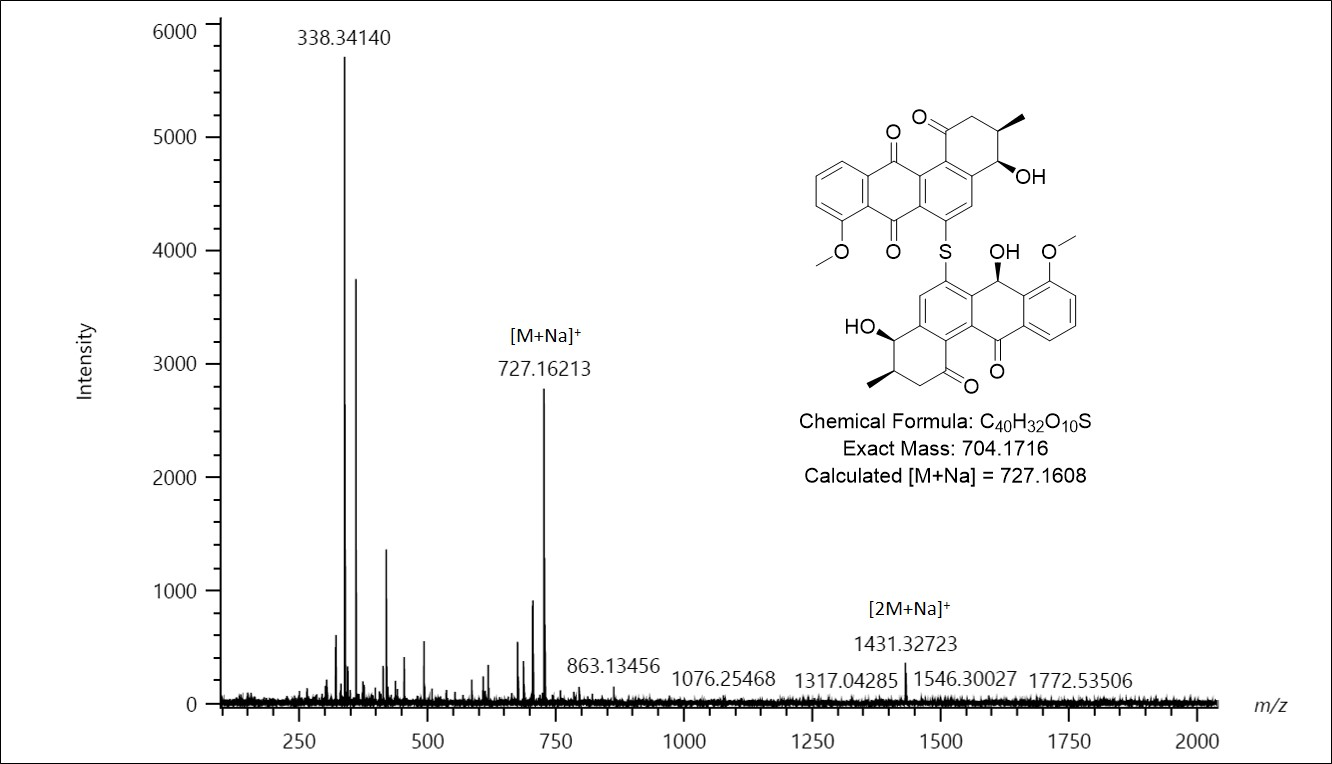 6000
5000
4000
3000
2000
1000
0
Intensity
338.34140
[M+Na]⁺
727.16213
863.13456
1076.25468
1317.04285
[2M+Na]⁺
1431.32723
1546.30027
1772.53506
250
500
750
1000
1250
1500
1750
2000
m/z
O
O
OH
O
O
S
OH
O
HO
O
O
Chemical Formula: C₄₀H₃₂O₁₀S
Exact Mass: 704.1716
Calculated [M+Na] = 727.1608